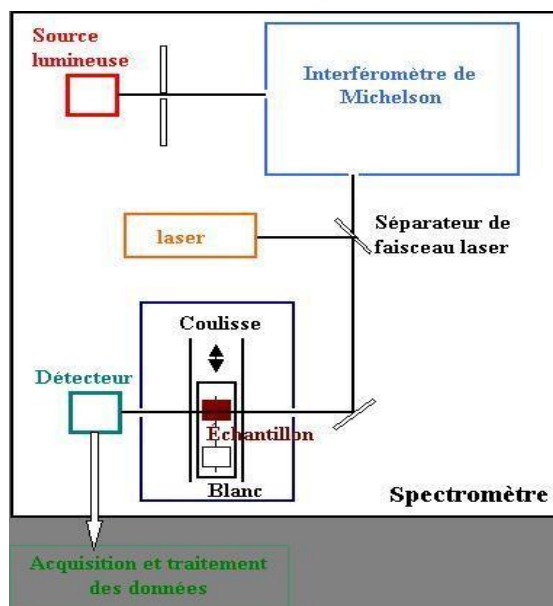 Source
lumineuse
Interféromètre de
Michelson
laser
Séparateur de
faisceau laser
Coulisse
Détecteur
Echantillon
Blanc
Spectromètre
Acquisition et traitement
des données